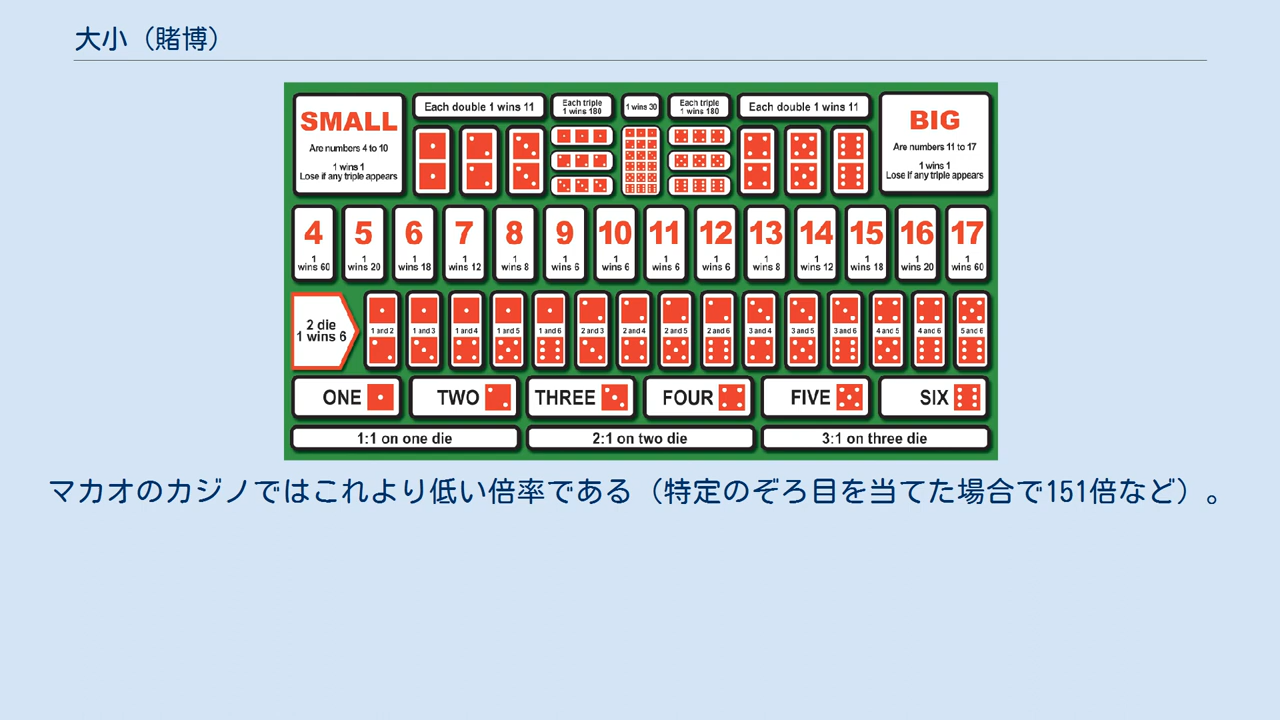 大小（賭博）
SMALL
Are numbers 4 to 10
1 wins 1
Lose if any triple appears
Each double 1 wins 11
Each triple
1 wins 180
1 wins 30
Each triple
1 wins 180
Each double 1 wins 11
BIG
Are numbers 11 to 17
1 wins 1
Lose if any triple appears
4 5 6 7 8 9 10 11 12 13 14 15 16 17
1 1 1 1 1 1 1 1 1 1 1 1 1 1
wins 60 wins 20 wins 18 wins 12 wins 8 wins 6 wins 6 wins 6 wins 6 wins 8 wins 12 wins 18 wins 20 wins 60
2 die
1 wins 6
1 and 2 1 and 3 1 and 4 1 and 5 1 and 6 2 and 3 2 and 4 2 and 5 2 and 6 3 and 4 3 and 5 3 and 6 4 and 5 4 and 6 5 and 6
ONE TWO THREE FOUR FIVE SIX
1:1 on one die 2:1 on two die 3:1 on three die
マカオのカジノではこれより低い倍率である（特定のぞろ目を当てた場合で151倍など）。